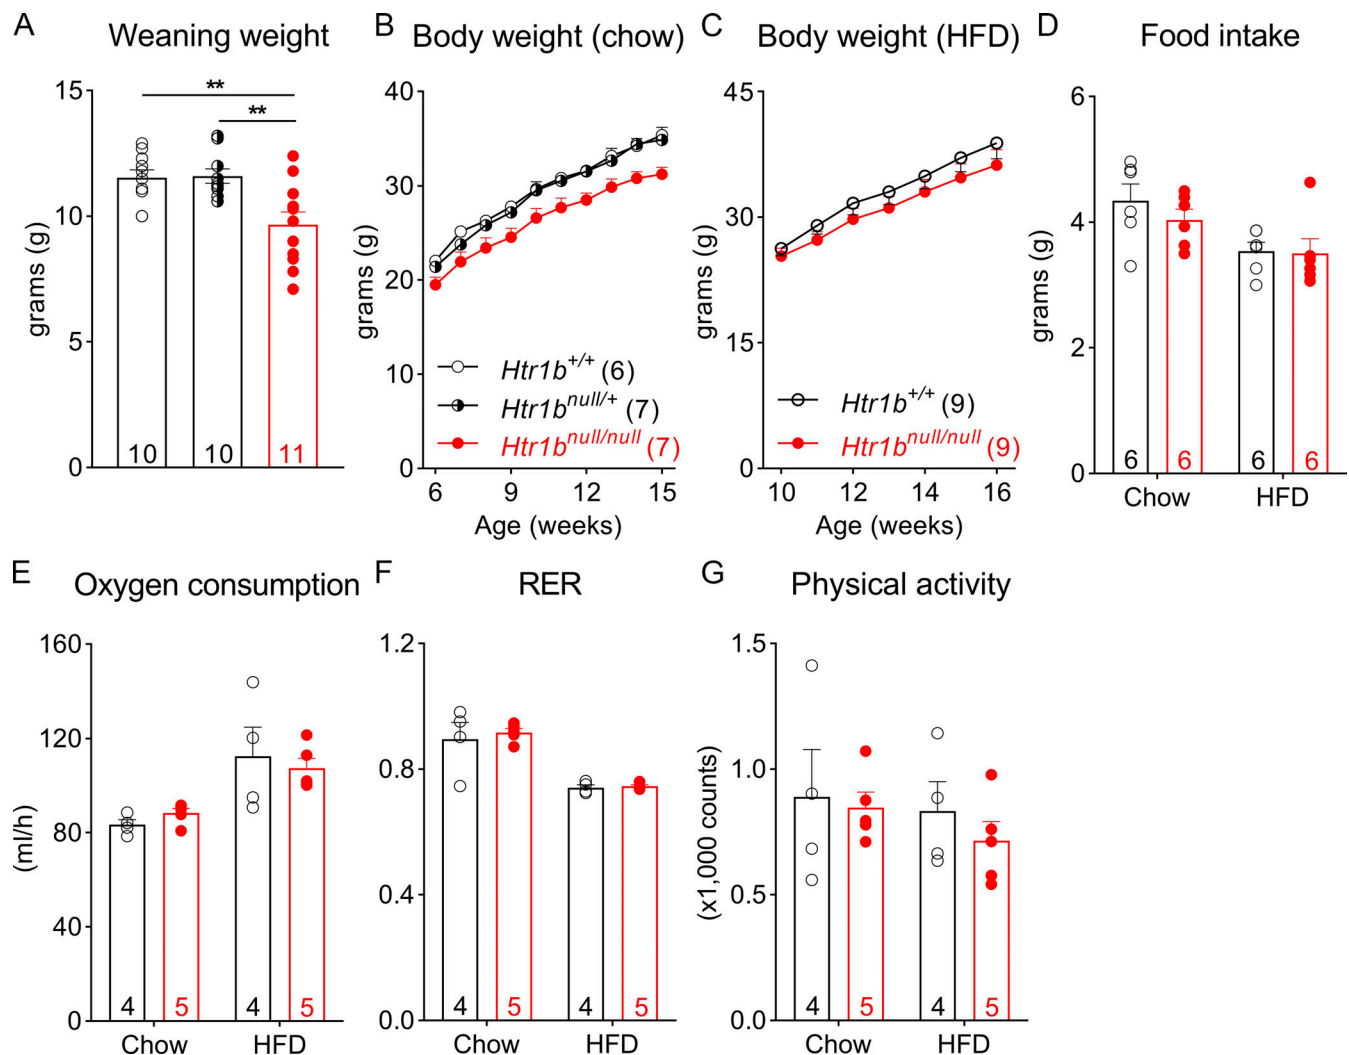 A Weaning weight
15
10
5
0
grams (g)
**
**
10 10 11
B Body weight (chow)
40
30
20
10
0
grams (g)
Htr1b+/+ (6)
Htr1bnull/+ (7)
Htr1bnull/null (7)
6 9 12 15
Age (weeks)
C Body weight (HFD)
45
30
15
0
grams (g)
Htr1b+/+ (9)
Htr1bnull/null (9)
10 12 14 16
Age (weeks)
D Food intake
6
4
2
0
grams (g)
6 6 6 6
Chow HFD
E Oxygen consumption
160
120
80
40
0
(ml/h)
4 5 4 5
Chow HFD
F RER
1.2
0.8
0.4
0.0
4 5 4 5
Chow HFD
G Physical activity
1.5
1.0
0.5
0.0
(x1,000 counts)
4 5 4 5
Chow HFD